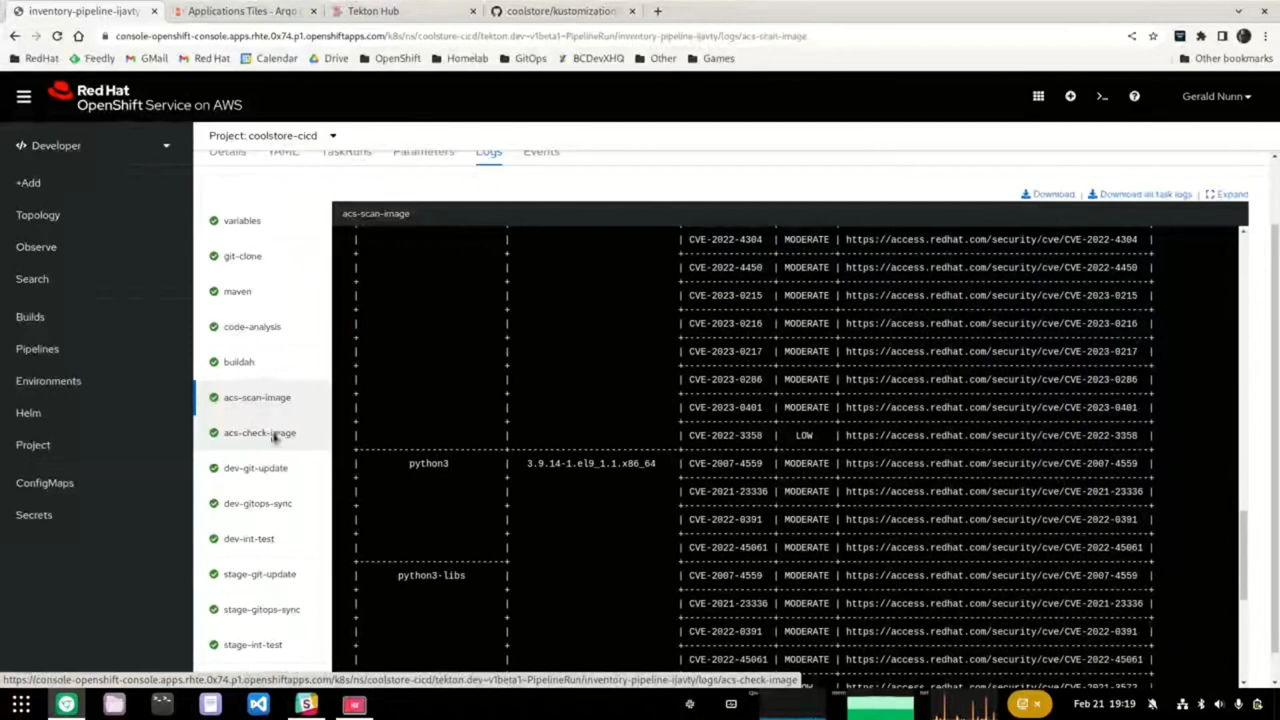 inventory-pipeline-ijavty
Applications Tiles - Argo
Tekton Hub
coolstore/kustomization
console-openshift-console.apps.rhte.0x74.p1.openshiftapps.com/k8s/ns/coolstore-cicd/tekton.dev~v1beta1~PipelineRun/inventory-pipeline-ijavty/logs/acs-scan-image
RedHat
Feedly
GMail
Red Hat
Calendar
Drive
OpenShift
Homelab
GitOps
BCDevXHQ
Other
Games
Other bookmarks
Red Hat
OpenShift Service on AWS
Gerald Nunn
Developer
+Add
Topology
Observe
Search
Builds
Pipelines
Environments
Helm
Project
ConfigMaps
Secrets
Project: coolstore-cicd
Details YAML TaskRuns Parameters Logs Events
Download
Download all task logs
Expand
variables
git-clone
maven
code-analysis
buildah
acs-scan-image
acs-check-image
dev-git-update
dev-gitops-sync
dev-int-test
stage-git-update
stage-gitops-sync
stage-int-test
acs-scan-image
CVE-2022-4304 | MODERATE | https://access.redhat.com/security/cve/CVE-2022-4304
CVE-2022-4450 | MODERATE | https://access.redhat.com/security/cve/CVE-2022-4450
CVE-2023-0215 | MODERATE | https://access.redhat.com/security/cve/CVE-2023-0215
CVE-2023-0216 | MODERATE | https://access.redhat.com/security/cve/CVE-2023-0216
CVE-2023-0217 | MODERATE | https://access.redhat.com/security/cve/CVE-2023-0217
CVE-2023-0286 | MODERATE | https://access.redhat.com/security/cve/CVE-2023-0286
CVE-2023-0401 | MODERATE | https://access.redhat.com/security/cve/CVE-2023-0401
CVE-2022-3358 | LOW | https://access.redhat.com/security/cve/CVE-2022-3358
python3 | 3.9.14-1.el9_1.1.x86_64 | CVE-2007-4559 | MODERATE | https://access.redhat.com/security/cve/CVE-2007-4559
CVE-2021-23336 | MODERATE | https://access.redhat.com/security/cve/CVE-2021-23336
CVE-2022-0391 | MODERATE | https://access.redhat.com/security/cve/CVE-2022-0391
CVE-2022-45061 | MODERATE | https://access.redhat.com/security/cve/CVE-2022-45061
python3-libs | CVE-2007-4559 | MODERATE | https://access.redhat.com/security/cve/CVE-2007-4559
CVE-2021-23336 | MODERATE | https://access.redhat.com/security/cve/CVE-2021-23336
CVE-2022-0391 | MODERATE | https://access.redhat.com/security/cve/CVE-2022-0391
CVE-2022-45061 | MODERATE | https://access.redhat.com/security/cve/CVE-2022-45061
https://console-openshift-console.apps.rhte.0x74.p1.openshiftapps.com/k8s/ns/coolstore-cicd/tekton.dev~v1beta1~PipelineRun/inventory-pipeline-ijavty/logs/acs-check-image
Feb 21 19:19